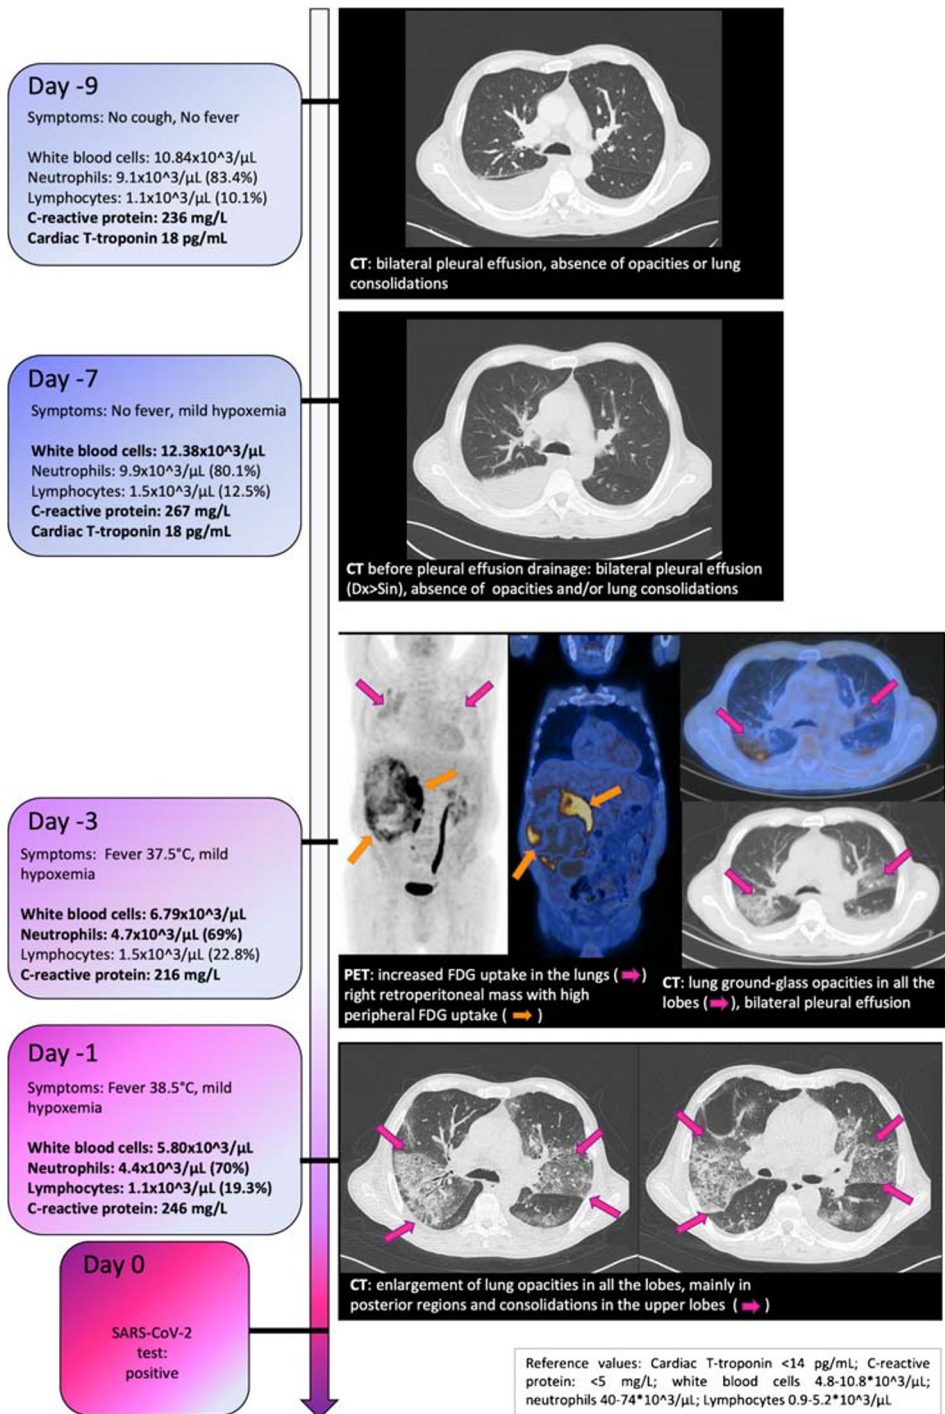 Day -9
Symptoms: No cough, No fever
White blood cells: 10.84x10^3/µL
Neutrophils: 9.1x10^3/µL (83.4%)
Lymphocytes: 1.1x10^3/µL (10.1%)
C-reactive protein: 236 mg/L
Cardiac T-troponin 18 pg/mL
CT: bilateral pleural effusion, absence of opacities or lung
consolidations
Day -7
Symptoms: No fever, mild hypoxemia
White blood cells: 12.38x10^3/µL
Neutrophils: 9.9x10^3/µL (80.1%)
Lymphocytes: 1.5x10^3/µL (12.5%)
C-reactive protein: 267 mg/L
Cardiac T-troponin 18 pg/mL
CT before pleural effusion drainage: bilateral pleural effusion
(Dx>Sin), absence of opacities and/or lung consolidations
Day -3
Symptoms: Fever 37.5°C, mild
hypoxemia
White blood cells: 6.79x10^3/µL
Neutrophils: 4.7x10^3/µL (69%)
Lymphocytes: 1.5x10^3/µL (22.8%)
C-reactive protein: 216 mg/L
PET: increased FDG uptake in the lungs ( )
right retroperitoneal mass with high
peripheral FDG uptake ( )
CT: lung ground-glass opacities in all the
lobes ( ), bilateral pleural effusion
Day -1
Symptoms: Fever 38.5°C, mild
hypoxemia
White blood cells: 5.80x10^3/µL
Neutrophils: 4.4x10^3/µL (70%)
Lymphocytes: 1.1x10^3/µL (19.3%)
C-reactive protein: 246 mg/L
CT: enlargement of lung opacities in all the lobes, mainly in
posterior regions and consolidations in the upper lobes ( )
Day 0
SARS-CoV-2
test:
positive
Reference values: Cardiac T-troponin <14 pg/mL; C-reactive
protein: <5 mg/L; white blood cells 4.8-10.8*10^3/µL;
neutrophils 40-74*10^3/µL; Lymphocytes 0.9-5.2*10^3/µL